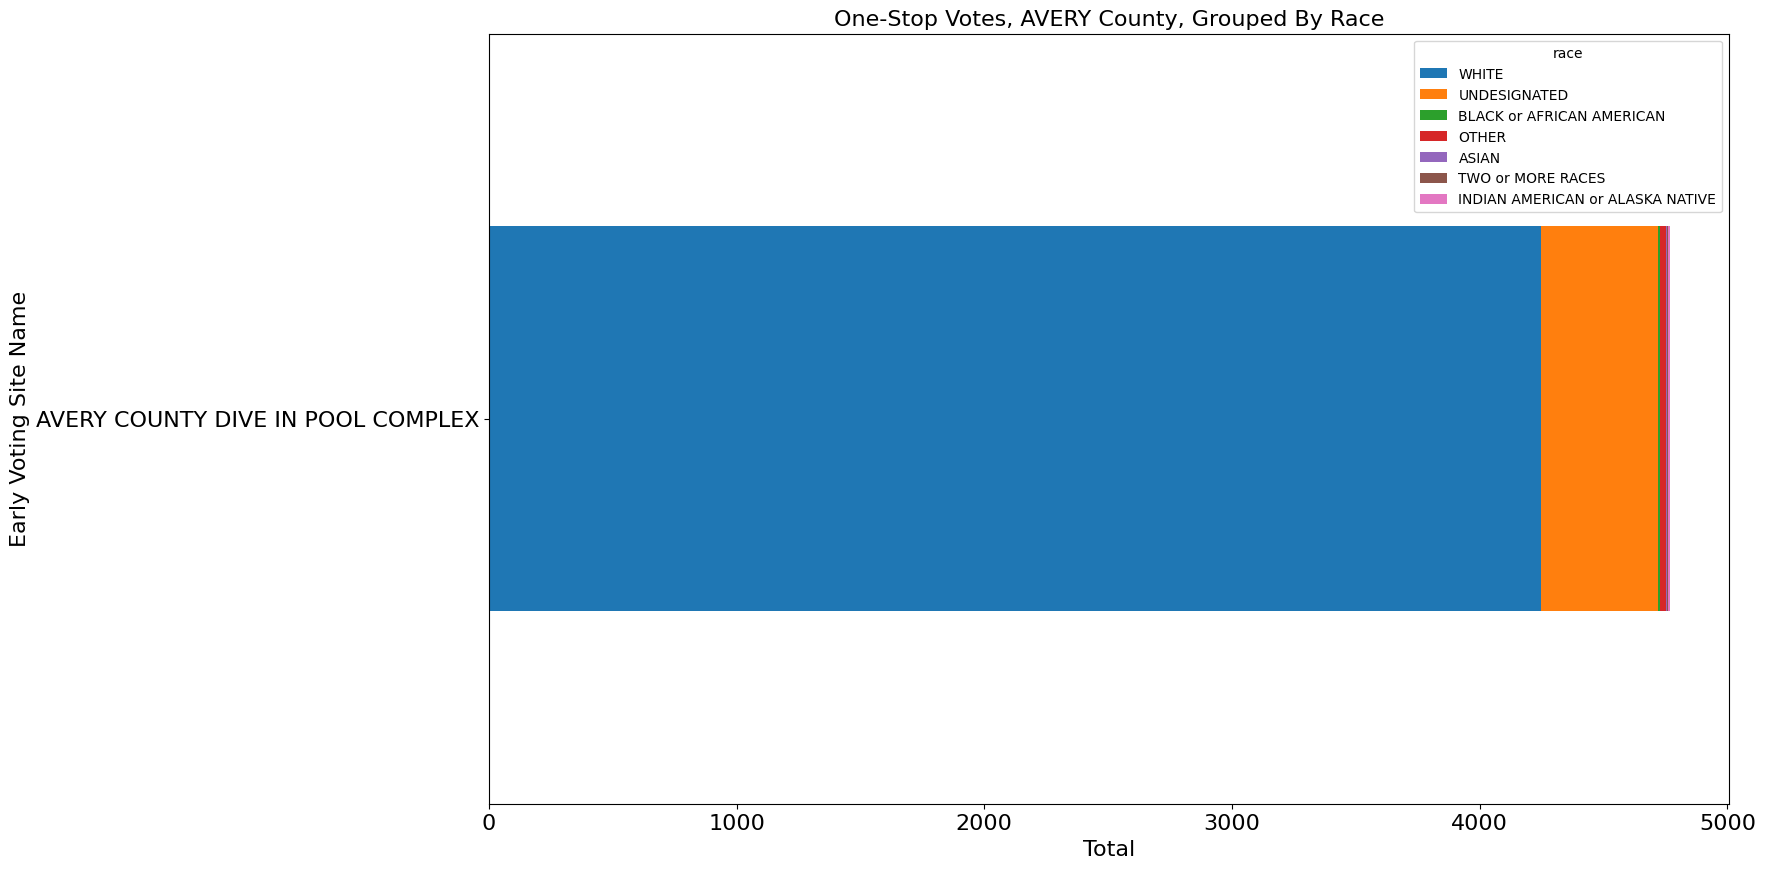 One-Stop Votes, AVERY County, Grouped By Race
race
WHITE
UNDESIGNATED
BLACK or AFRICAN AMERICAN
OTHER
ASIAN
TWO or MORE RACES
INDIAN AMERICAN or ALASKA NATIVE
Early Voting Site Name
AVERY COUNTY DIVE IN POOL COMPLEX
0 1000 2000 3000 4000 5000
Total